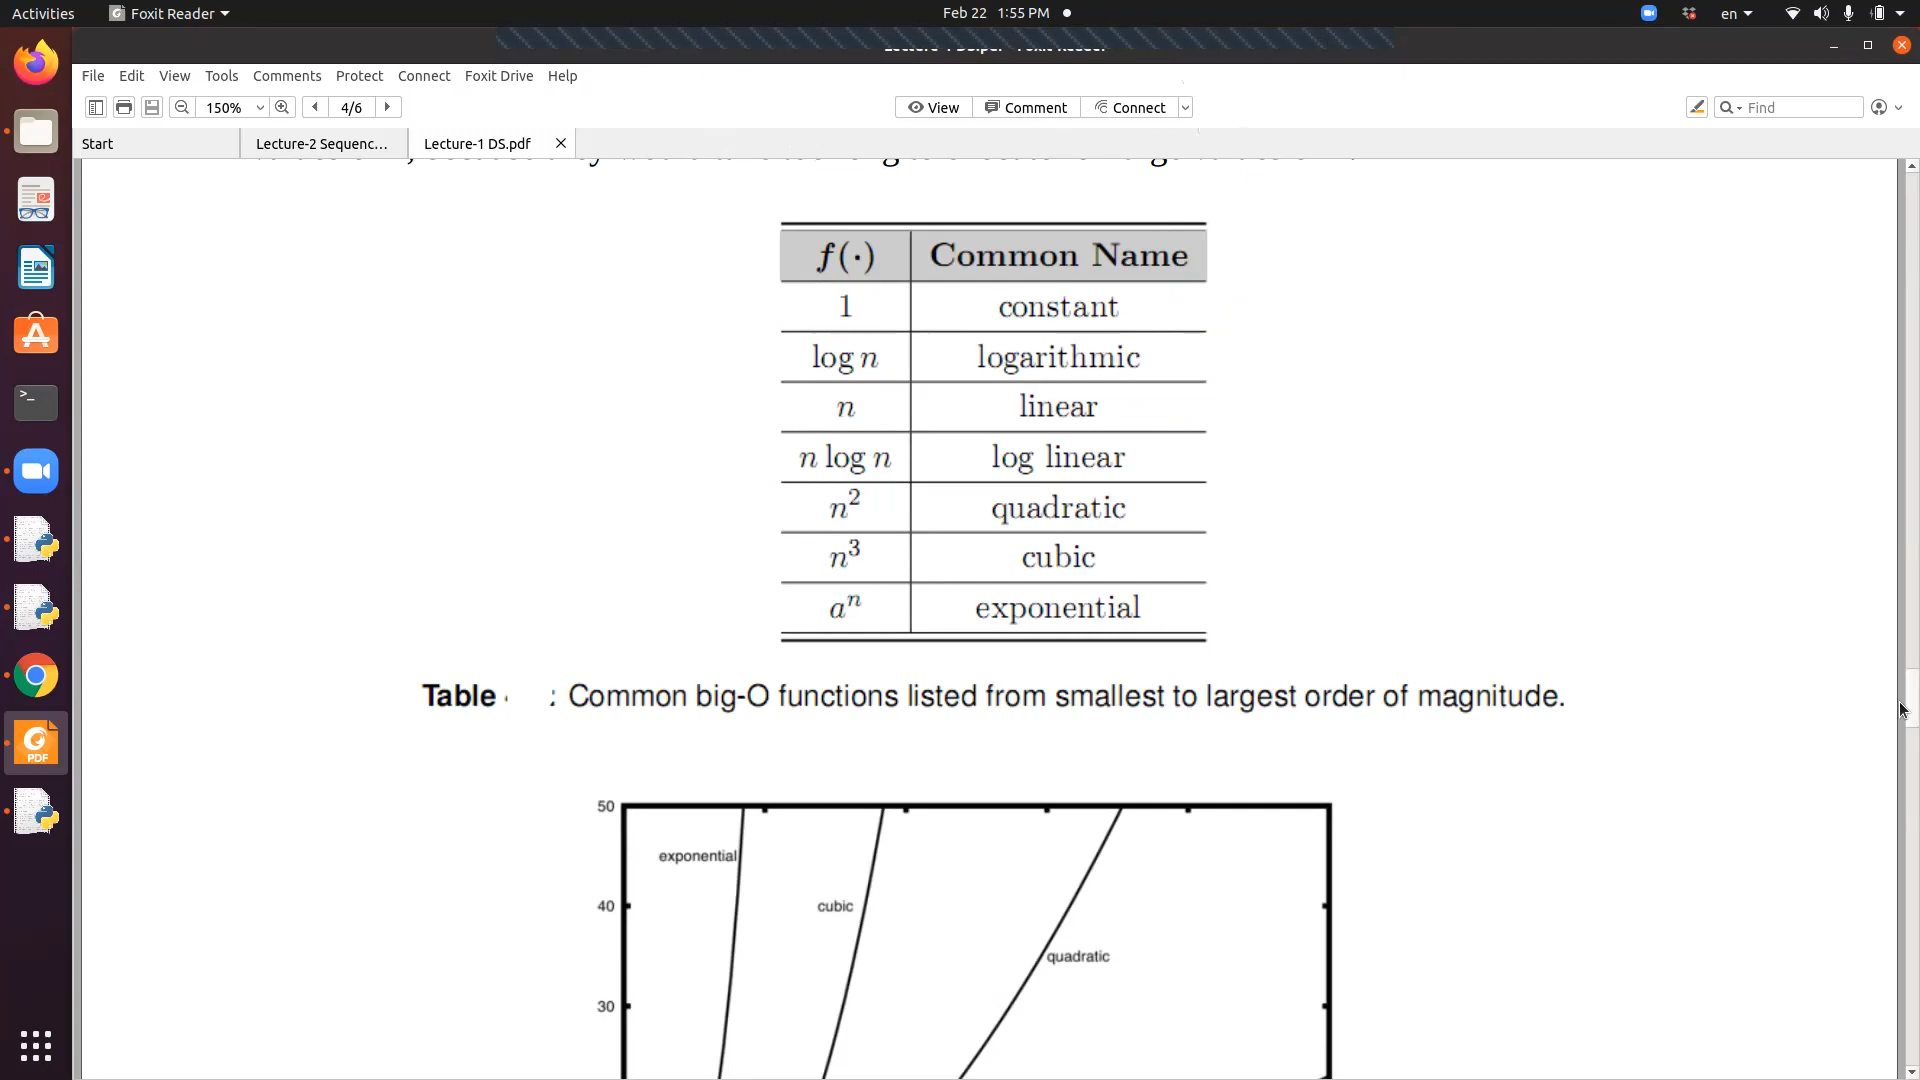 Activities
Foxit Reader
Feb 22 1:55 PM
en
File Edit View Tools Comments Protect Connect Foxit Drive Help
150%
4/6
View
Comment
Connect
Find
Start
Lecture-2 Sequenc...
Lecture-1 DS.pdf
f(·) Common Name
1 constant
log n logarithmic
n linear
n log n log linear
n² quadratic
n³ cubic
aⁿ exponential
Table : Common big-O functions listed from smallest to largest order of magnitude.
50
exponential
40
cubic
quadratic
30
PDF